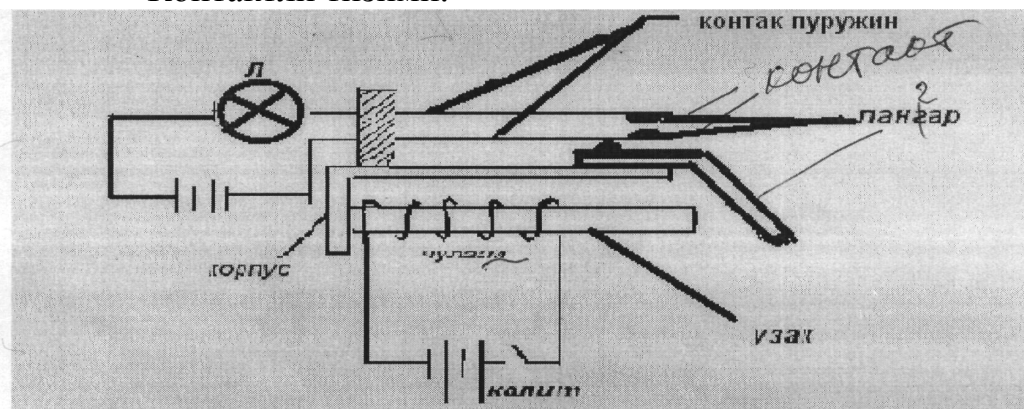 контак пуружин
Л
контакт
пангар
корпус
узак
калит